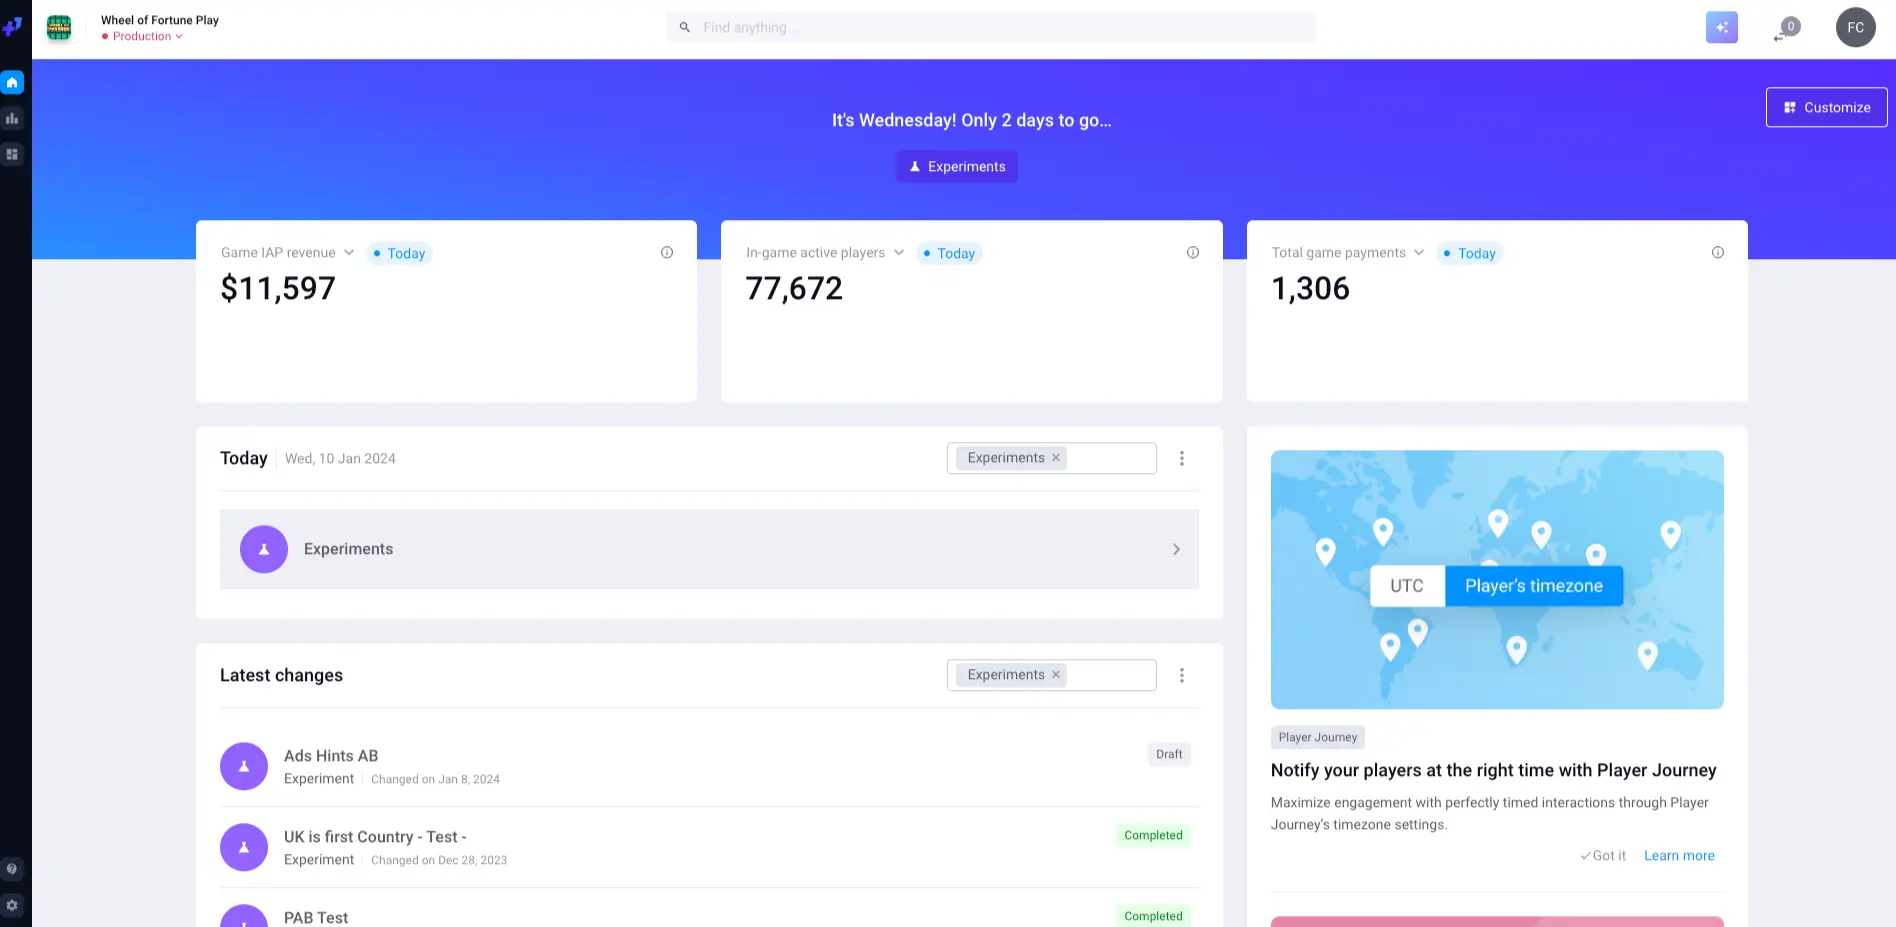 Wheel of Fortune Play
Production
Find anything...
0
FC
It's Wednesday! Only 2 days to go...
Customize
Experiments
Game IAP revenue
Today
$11,597
In-game active players
Today
77,672
Total game payments
Today
1,306
Today
Wed, 10 Jan 2024
Experiments
Experiments
Latest changes
Experiments
Ads Hints AB
Experiment
Changed on Jan 8, 2024
Draft
UK is first Country - Test -
Experiment
Changed on Dec 28, 2023
Completed
PAB Test
Completed
UTC
Player's timezone
Player Journey
Notify your players at the right time with Player Journey
Maximize engagement with perfectly timed interactions through Player
Journey's timezone settings.
Got it
Learn more